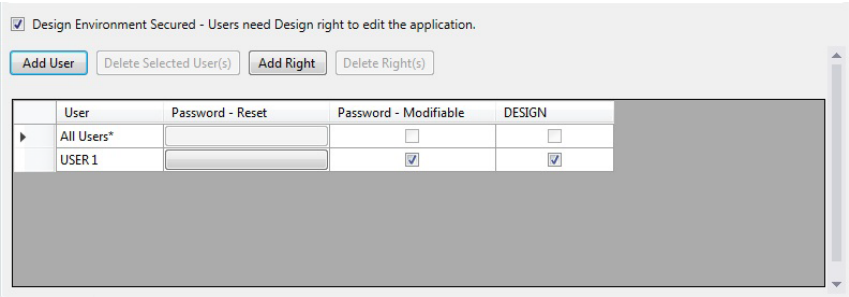 Design Environment Secured - Users need Design right to edit the application.
Add User Delete Selected User(s) Add Right Delete Right(s)
User Password - Reset Password - Modifiable DESIGN
All Users*
USER 1